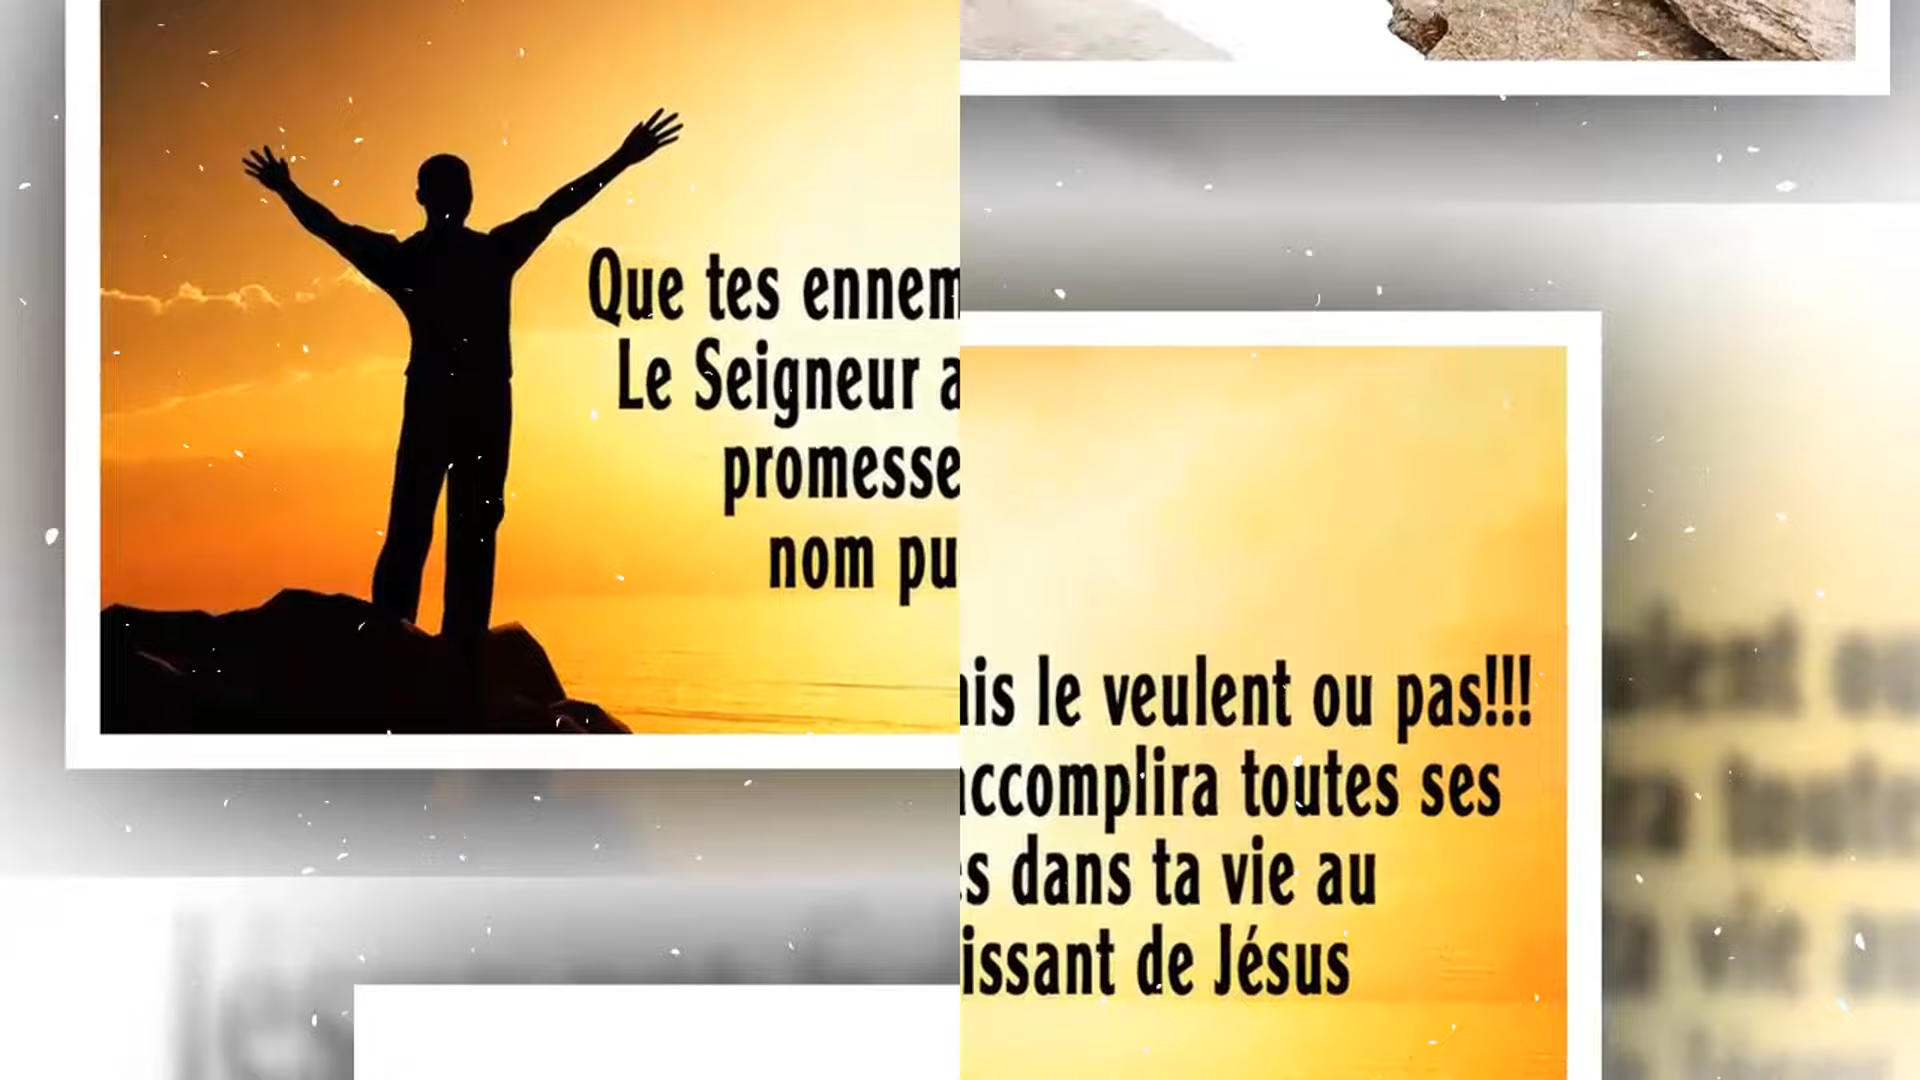 Que tes ennem
Le Seigneur a
promesse
nom pu
is le veulent ou pas!!!
ccomplira toutes ses
s dans ta vie au
issant de Jésus